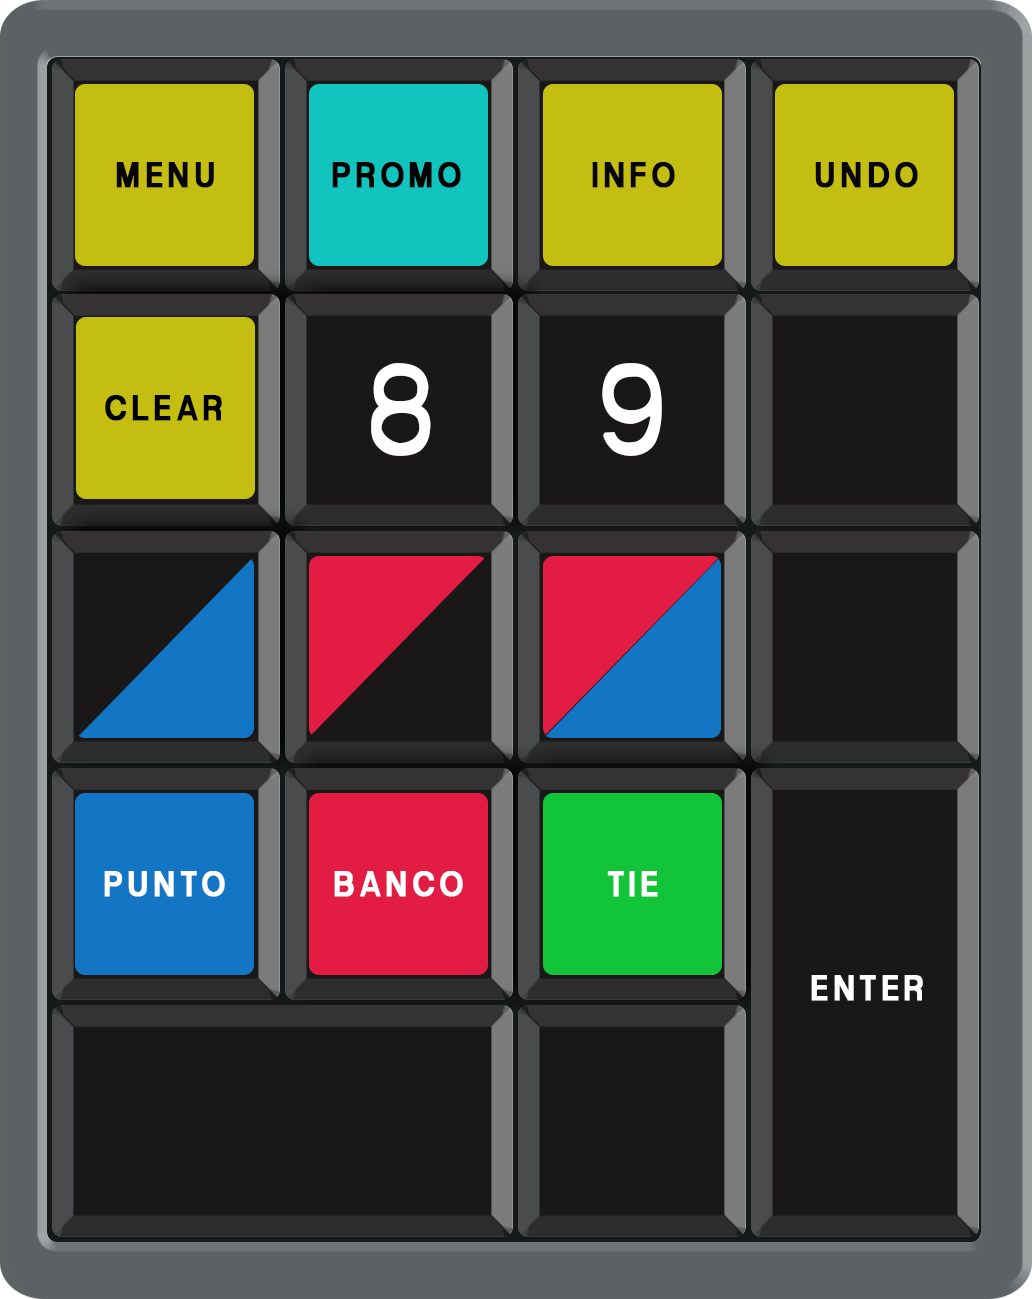 MENU
PROMO
INFO
UNDO
CLEAR
8
9
PUNTO
BANCO
TIE
ENTER